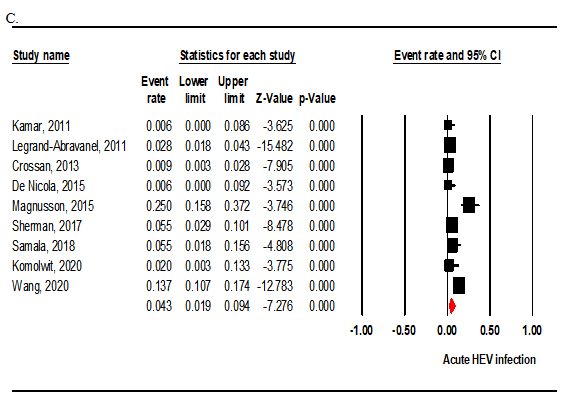 C.
Study name Statistics for each study Event rate and 95% CI
Event Lower Upper
rate limit limit Z-Value p-Value
Kamar, 2011 0.006 0.000 0.086 -3.625 0.000
Legrand-Abravanel, 2011 0.028 0.018 0.043 -15.482 0.000
Crossan, 2013 0.009 0.003 0.028 -7.905 0.000
De Nicola, 2015 0.006 0.000 0.092 -3.573 0.000
Magnusson, 2015 0.250 0.158 0.372 -3.746 0.000
Sherman, 2017 0.055 0.029 0.101 -8.478 0.000
Samala, 2018 0.055 0.018 0.156 -4.808 0.000
Komolwit, 2020 0.020 0.003 0.133 -3.775 0.000
Wang, 2020 0.137 0.107 0.174 -12.783 0.000
0.043 0.019 0.094 -7.276 0.000
-1.00 -0.50 0.00 0.50 1.00
Acute HEV infection